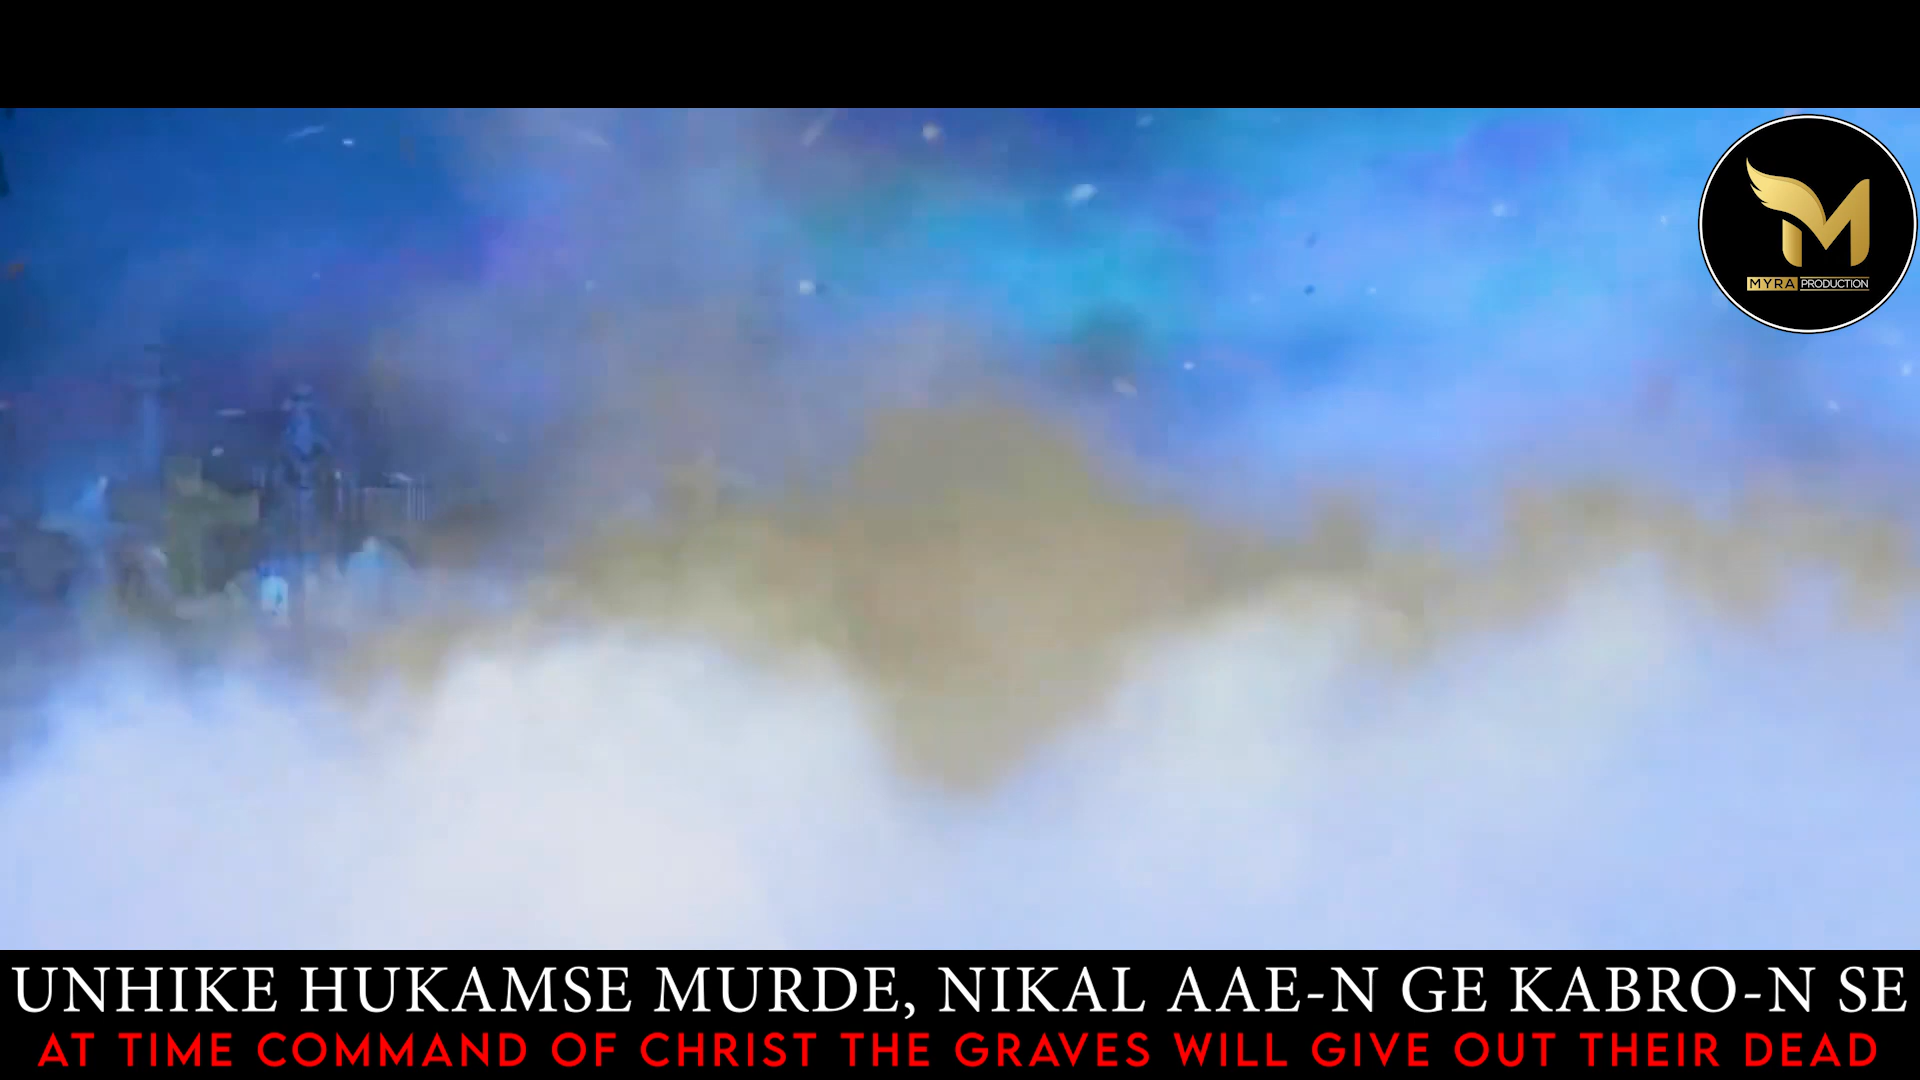 MYRA PRODUCTION
UNHIKE HUKAMSE MURDE, NIKAL AAE-N GE KABRO-N SE
AT TIME COMMAND OF CHRIST THE GRAVES WILL GIVE OUT THEIR DEAD